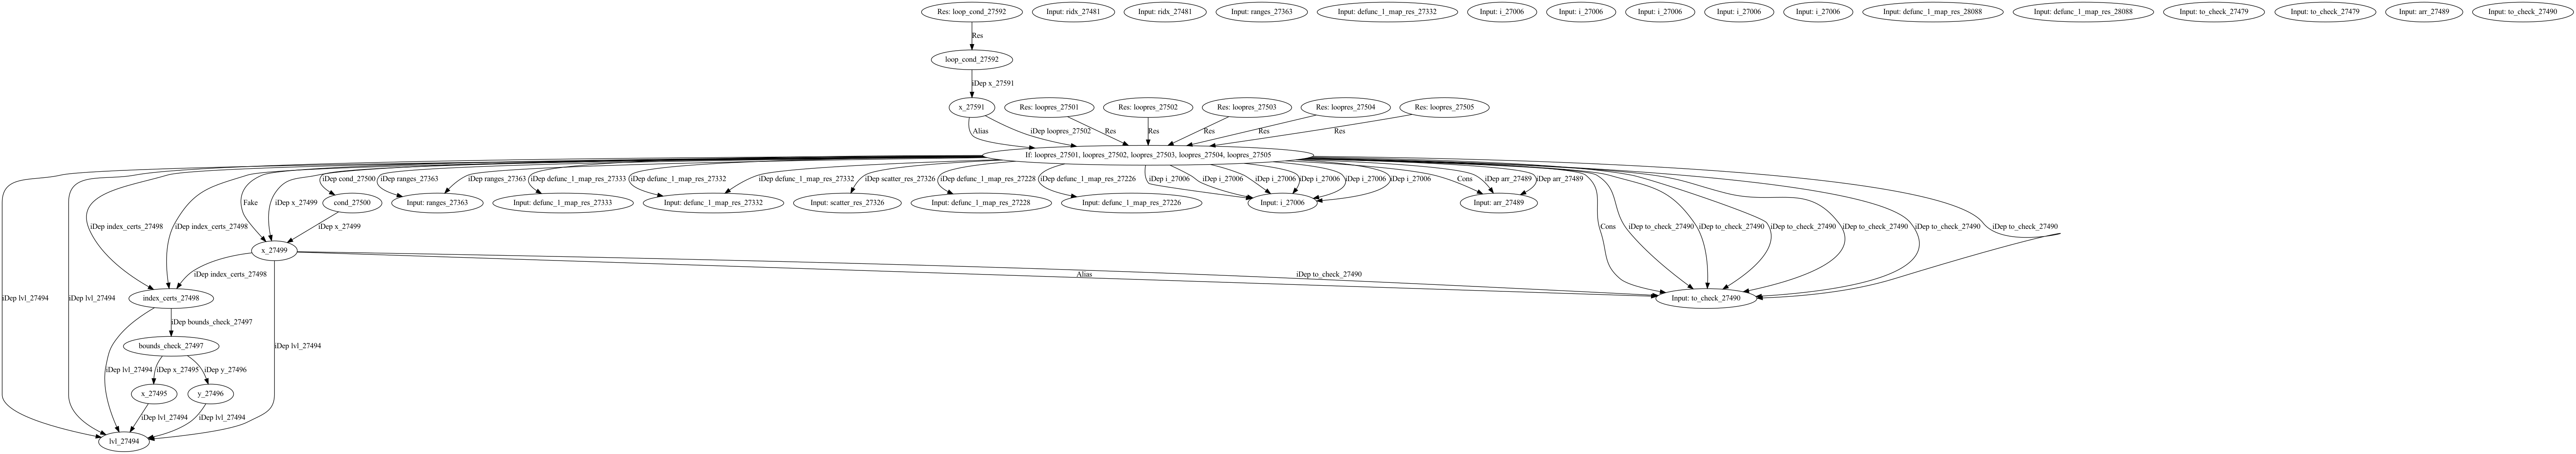 Res: loop_cond_27592
Input: ridx_27481
Input: ridx_27481
Input: ranges_27363
Input: defunc_1_map_res_27332
Input: i_27006
Input: i_27006
Input: i_27006
Input: i_27006
Input: i_27006
Input: defunc_1_map_res_28088
Input: defunc_1_map_res_28088
Input: to_check_27479
Input: to_check_27479
Input: arr_27489
Input: to_check_27490
Res
loop_cond_27592
iDep x_27591
x_27591
Res: loopres_27501
Res: loopres_27502
Res: loopres_27503
Res: loopres_27504
Res: loopres_27505
Alias
iDep loopres_27502
Res
Res
Res
Res
Res
If: loopres_27501, loopres_27502, loopres_27503, loopres_27504, loopres_27505
iDep cond_27500
iDep ranges_27363
iDep ranges_27363
iDep defunc_1_map_res_27333
iDep defunc_1_map_res_27332
iDep defunc_1_map_res_27332
iDep scatter_res_27326
iDep defunc_1_map_res_27228
iDep defunc_1_map_res_27226
iDep i_27006
iDep i_27006
iDep i_27006
iDep i_27006
iDep i_27006
iDep i_27006
Cons
iDep arr_27489
iDep arr_27489
Fake
iDep x_27499
cond_27500
Input: ranges_27363
Input: defunc_1_map_res_27333
Input: defunc_1_map_res_27332
Input: scatter_res_27326
Input: defunc_1_map_res_27228
Input: defunc_1_map_res_27226
Input: i_27006
Input: arr_27489
iDep index_certs_27498
iDep index_certs_27498
iDep x_27499
Cons
iDep to_check_27490
iDep to_check_27490
iDep to_check_27490
iDep to_check_27490
iDep to_check_27490
iDep to_check_27490
x_27499
iDep index_certs_27498
Alias
iDep to_check_27490
iDep lvl_27494
iDep lvl_27494
index_certs_27498
Input: to_check_27490
iDep bounds_check_27497
bounds_check_27497
iDep lvl_27494
iDep lvl_27494
iDep x_27495
iDep y_27496
x_27495
y_27496
iDep lvl_27494
iDep lvl_27494
lvl_27494